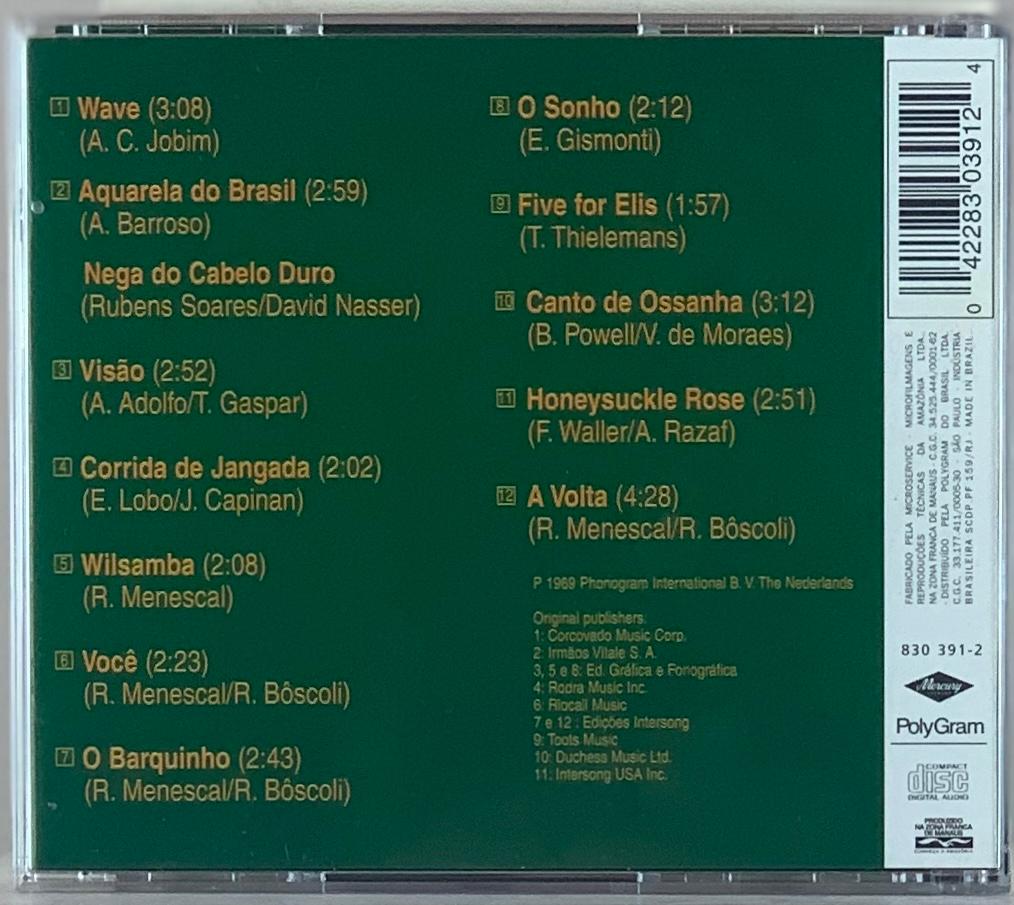 1 Wave (3:08)
(A. C. Jobim)
2 Aquarela do Brasil (2:59)
(A. Barroso)
Nega do Cabelo Duro
(Rubens Soares/David Nasser)
3 Visão (2:52)
(A. Adolfo/T. Gaspar)
4 Corrida de Jangada (2:02)
(E. Lobo/J. Capinan)
5 Wilsamba (2:08)
(R. Menescal)
6 Você (2:23)
(R. Menescal/R. Bôscoli)
7 O Barquinho (2:43)
(R. Menescal/R. Bôscoli)
8 O Sonho (2:12)
(E. Gismonti)
9 Five for Elis (1:57)
(T. Thielemans)
10 Canto de Ossanha (3:12)
(B. Powell/V. de Moraes)
11 Honeysuckle Rose (2:51)
(F. Waller/A. Razaf)
12 A Volta (4:28)
(R. Menescal/R. Bôscoli)
P 1969 Phonogram International B. V. The Nederlands
Original publishers:
1: Corcovado Music Corp.
2: Irmãos Vitale S. A.
3, 5 e 8: Ed. Gráfica e Fonográfica
4: Rodra Music Inc.
6: Riocali Music
7 e 12 : Edições Intersong
9: Toots Music
10: Duchess Music Ltd.
11: Intersong USA Inc.
0 42283 03912 4
FABRICADO PELA MICROSERVICE - MICROFILMAGENS E
REPRODUÇÕES TÉCNICAS DA AMAZÔNIA LTDA.
NA ZONA FRANCA DE MANAUS - C.G.C. 34.525.444/0001-62
- DISTRIBUÍDO PELA POLYGRAM DO BRASIL LTDA.
C.G.C. 33.177.411/0005-30 - SÃO PAULO - INDÚSTRIA
BRASILEIRA SCDP PF 159/RJ - MADE IN BRAZIL.
830 391-2
Mercury
PolyGram
COMPACT
disc
DIGITAL AUDIO
PRODUZIDO
NA ZONA FRANCA
DE MANAUS
CONHEÇA A AMAZÔNIA